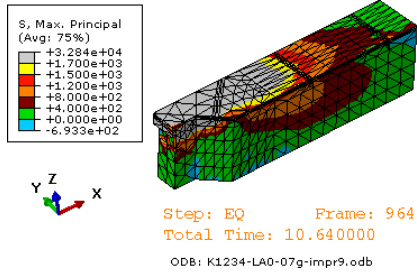 S, Max. Principal
(Avg: 75%)
+3.284e+04
+1.700e+03
+1.500e+03
+1.200e+03
+8.000e+02
+4.000e+02
+0.000e+00
-6.933e+02
Z
Y
X
Step: EQ Frame: 964
Total Time: 10.640000
ODB: K1234-LA0-07g-impr9.odb